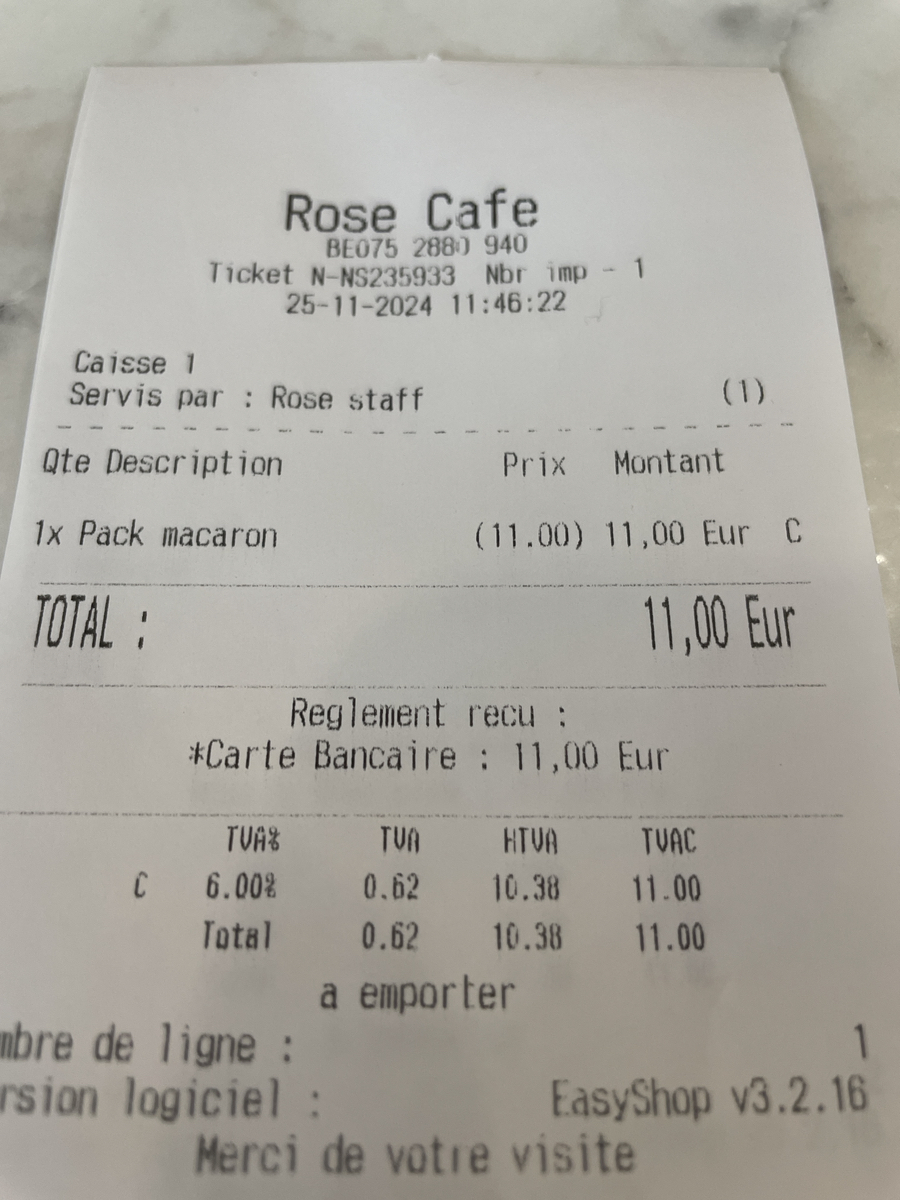 Rose Cafe
BE075 2880 940
Ticket N-NS235933 Nbr imp - 1
25-11-2024 11:46:22
Caisse 1
Servis par : Rose staff (1)
Qte Description Prix Montant
1x Pack macaron (11.00) 11,00 Eur C
TOTAL : 11,00 Eur
Reglement recu :
*Carte Bancaire : 11,00 Eur
TVA% TVA HTVA TVAC
C 6.00% 0.62 10.38 11.00
Total 0.62 10.38 11.00
a emporter
mbre de ligne : 1
rsion logiciel : EasyShop v3.2.16
Merci de votre visite